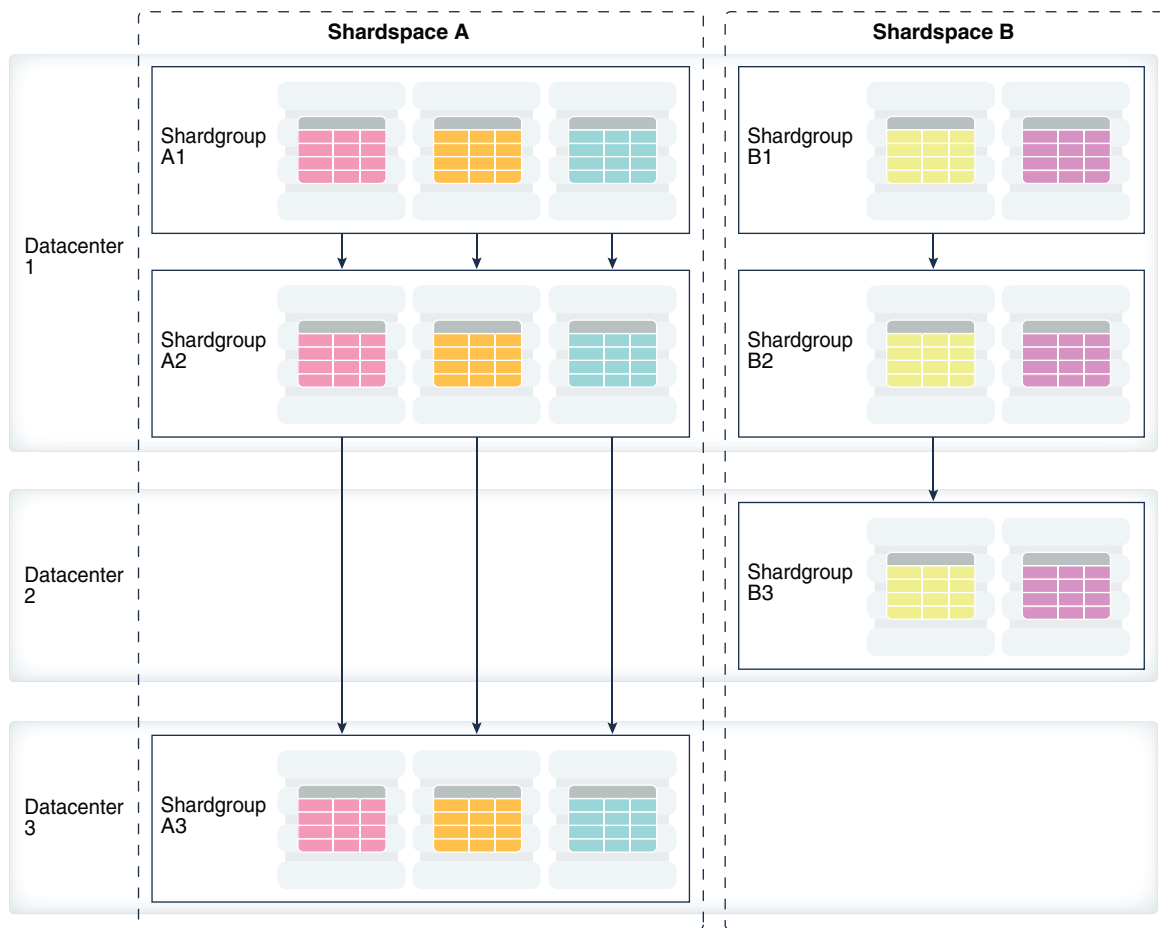 Shardspace A
Shardspace B
Shardgroup
A1
Shardgroup
B1
Datacenter
1
Shardgroup
A2
Shardgroup
B2
Datacenter
2
Shardgroup
B3
Datacenter
3
Shardgroup
A3